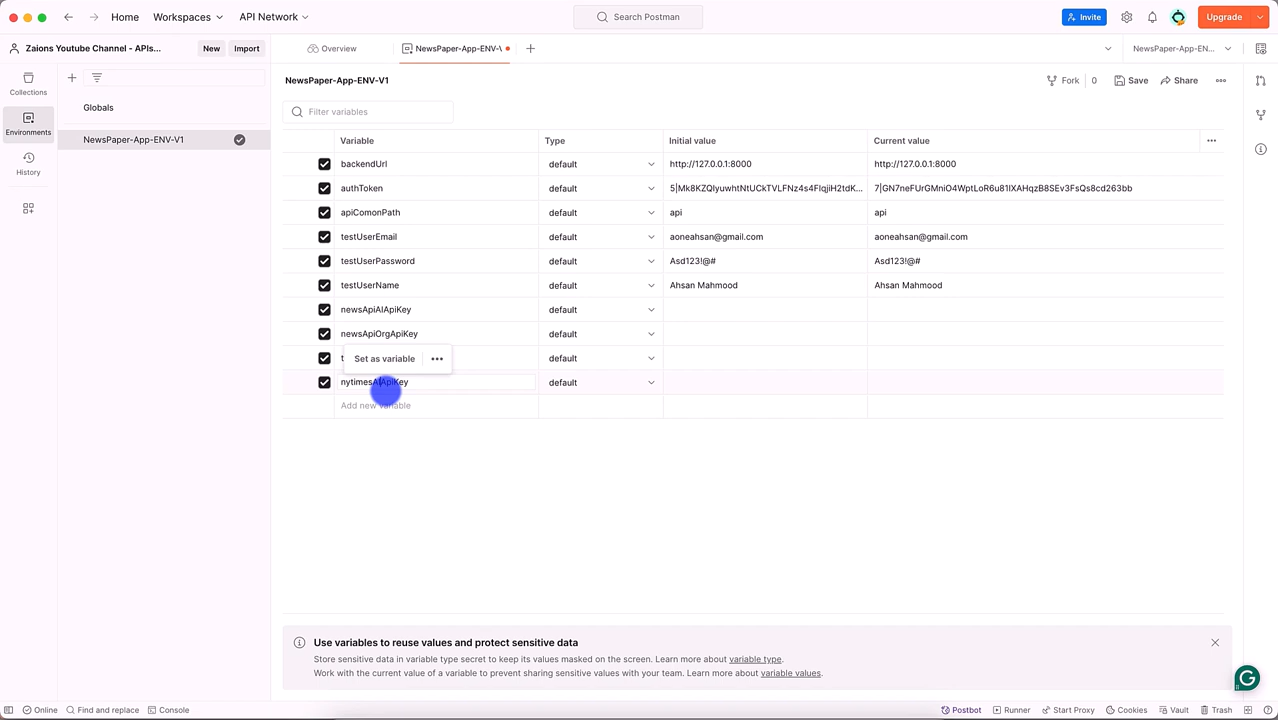 Home Workspaces API Network Search Postman Invite Upgrade
Zaions Youtube Channel - APIs... New Import Overview NewsPaper-App-ENV-V NewsPaper-App-EN...
NewsPaper-App-ENV-V1 Fork 0 Save Share
Collections
Globals
Filter variables
Environments
NewsPaper-App-ENV-V1
History
Variable Type Initial value Current value
backendUrl default http://127.0.0.1:8000 http://127.0.0.1:8000
authToken default 5|Mk8KZQIyuwhtNtUCkTVLFNz4s4FlqjiH2tdK... 7|GN7neFUrGMniO4WptLoR6u81IXAHqzB8SEv3FsQs8cd263bb
apiComonPath default api api
testUserEmail default aoneahsan@gmail.com aoneahsan@gmail.com
testUserPassword default Asd123!@# Asd123!@#
testUserName default Ahsan Mahmood Ahsan Mahmood
newsApiAIApiKey default
newsApiOrgApiKey default
t default
Set as variable
nytimesAIApiKey default
Add new variable
Use variables to reuse values and protect sensitive data
Store sensitive data in variable type secret to keep its values masked on the screen. Learn more about variable type.
Work with the current value of a variable to prevent sharing sensitive values with your team. Learn more about variable values.
Online Find and replace Console Postbot Runner Start Proxy Cookies Vault Trash